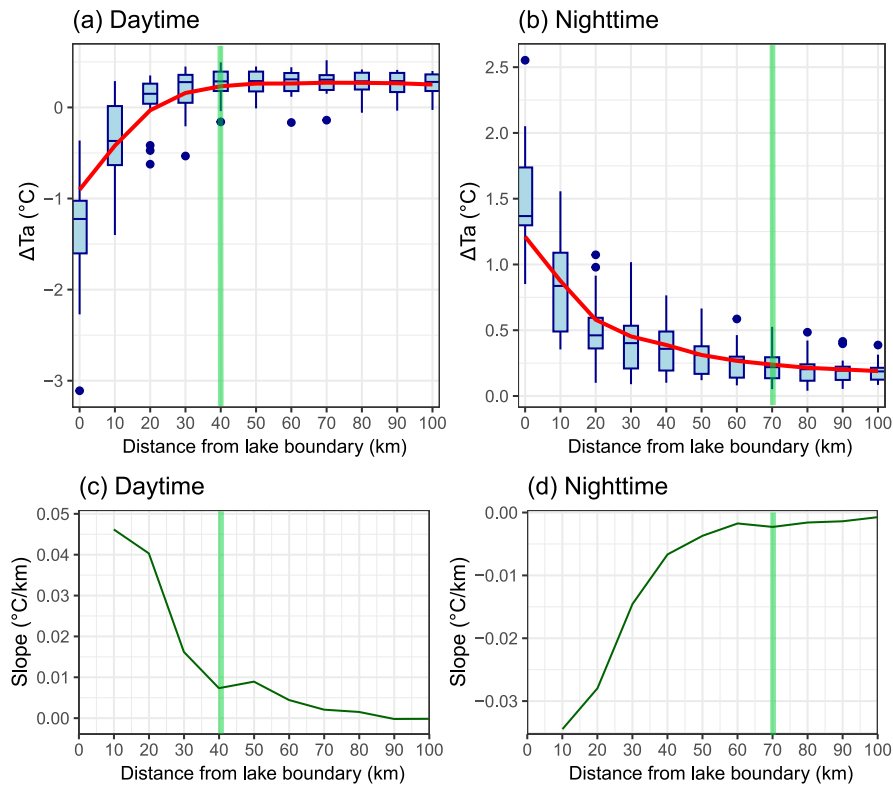 (a) Daytime
0
−1
−2
−3
ΔTa (°C)
0 10 20 30 40 50 60 70 80 90 100
Distance from lake boundary (km)
(b) Nighttime
2.5
2.0
1.5
1.0
0.5
0.0
ΔTa (°C)
0 10 20 30 40 50 60 70 80 90 100
Distance from lake boundary (km)
(c) Daytime
0.05
0.04
0.03
0.02
0.01
0.00
Slope (°C/km)
0 10 20 30 40 50 60 70 80 90 100
Distance from lake boundary (km)
(d) Nighttime
0.00
−0.01
−0.02
−0.03
Slope (°C/km)
0 10 20 30 40 50 60 70 80 90 100
Distance from lake boundary (km)